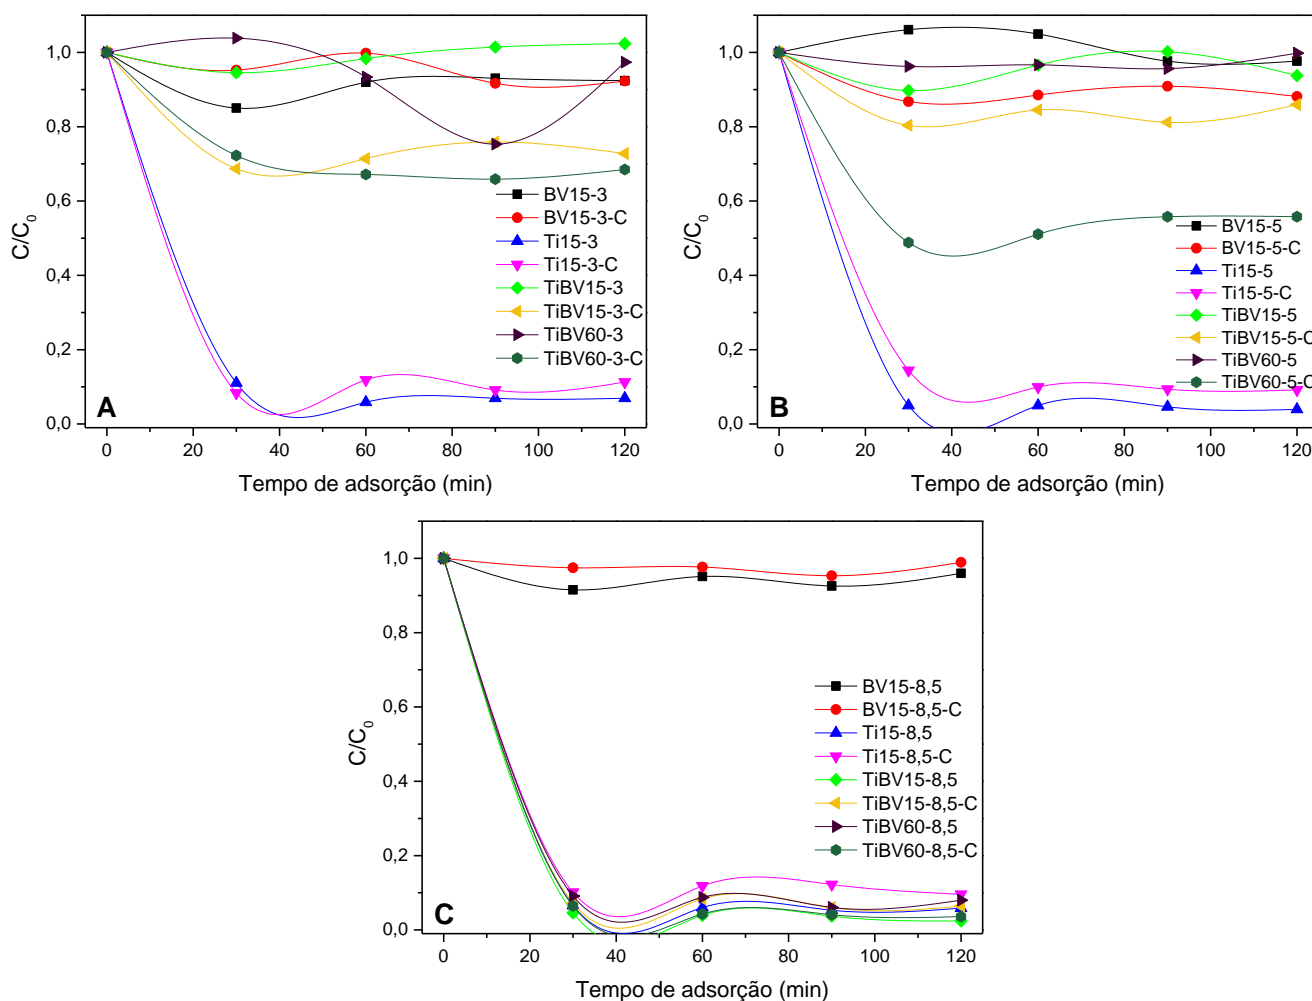 1,0
0,8
0,6
0,4
0,2
0,0
C/C0
BV15-3
BV15-3-C
Ti15-3
Ti15-3-C
TiBV15-3
TiBV15-3-C
TiBV60-3
TiBV60-3-C
A
0 20 40 60 80 100 120
Tempo de adsorção (min)
1,0
0,8
0,6
0,4
0,2
0,0
C/C0
BV15-5
BV15-5-C
Ti15-5
Ti15-5-C
TiBV15-5
TiBV15-5-C
TiBV60-5
TiBV60-5-C
B
0 20 40 60 80 100 120
Tempo de adsorção (min)
1,0
0,8
0,6
0,4
0,2
0,0
C/C0
BV15-8,5
BV15-8,5-C
Ti15-8,5
Ti15-8,5-C
TiBV15-8,5
TiBV15-8,5-C
TiBV60-8,5
TiBV60-8,5-C
C
0 20 40 60 80 100 120
Tempo de adsorção (min)